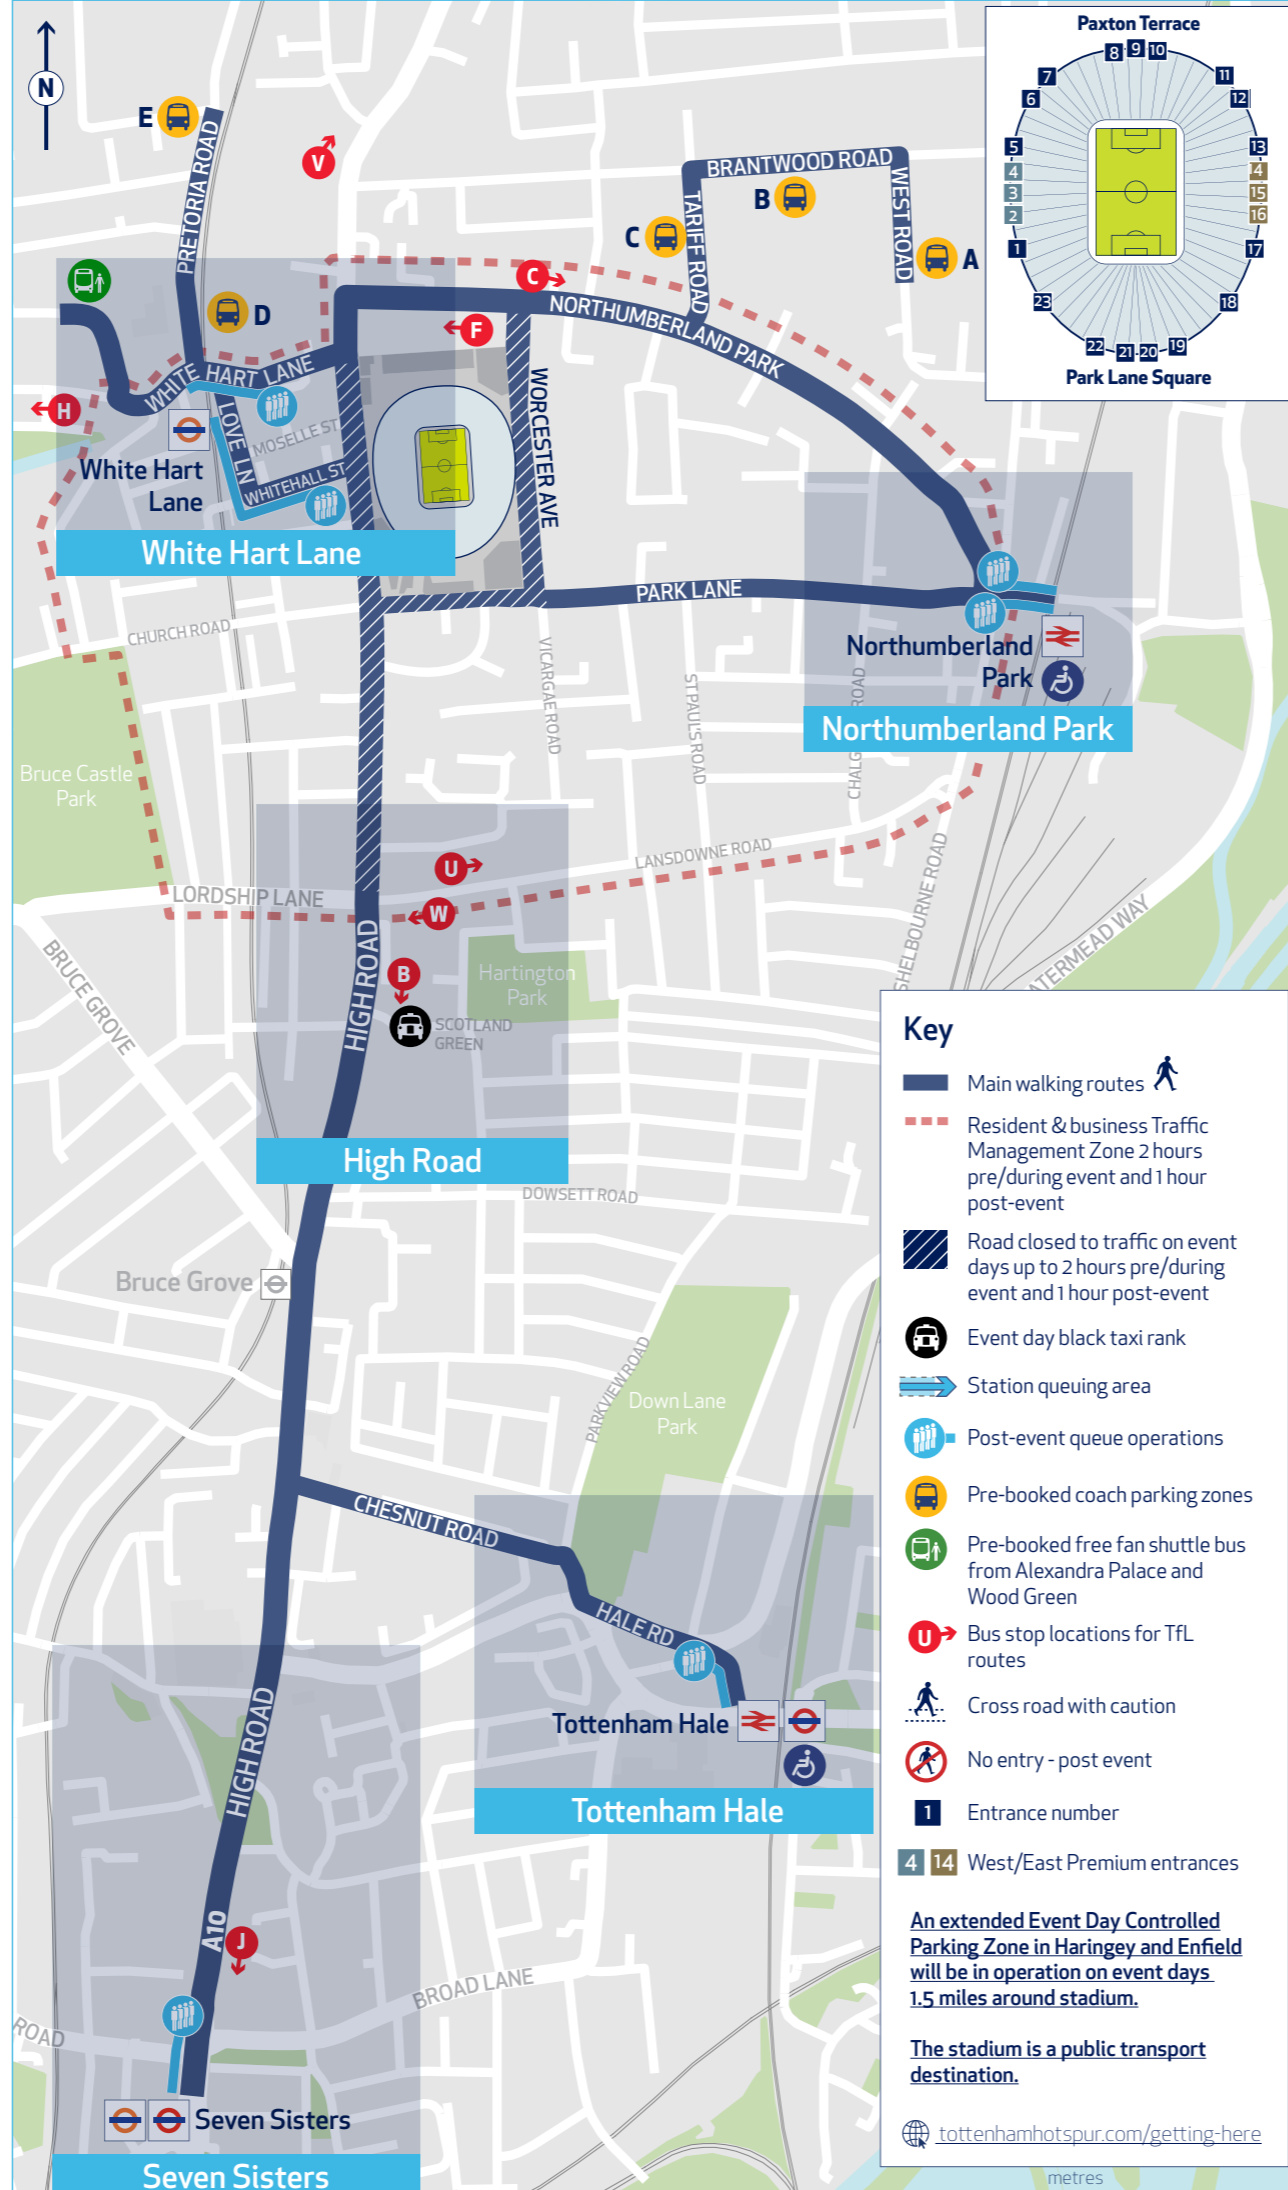 N
E
PRETORIA ROAD
V
BRANTWOOD ROAD
B
TARIFF ROAD
WEST ROAD
C
A
Paxton Terrace
8 9 10
7 11
6 12
5 13
4 14
3 15
2 16
1 17
23 18
22 21 20 19
Park Lane Square
D
C
NORTHUMBERLAND PARK
F
WHITE HART LANE
H
LOVE LN
MOSELLE ST
WHITEHALL ST
WORCESTER AVE
White Hart
Lane
White Hart Lane
PARK LANE
CHURCH ROAD
VICARGAE ROAD
ST PAUL'S ROAD
CHALG
ROAD
Northumberland
Park
Northumberland Park
Bruce Castle
Park
U
LANSDOWNE ROAD
LORDSHIP LANE
W
SHELBOURNE ROAD
ATERMEAD WAY
BRUCE GROVE
HIGH ROAD
B
Hartington
Park
SCOTLAND
GREEN
High Road
DOWSETT ROAD
Bruce Grove
PARKVIEW ROAD
Down Lane
Park
CHESNUT ROAD
HALE RD
Tottenham Hale
Tottenham Hale
HIGH ROAD
A10
J
BROAD LANE
ROAD
Seven Sisters
Seven Sisters
Key
Main walking routes
Resident & business Traffic
Management Zone 2 hours
pre/during event and 1 hour
post-event
Road closed to traffic on event
days up to 2 hours pre/during
event and 1 hour post-event
Event day black taxi rank
Station queuing area
Post-event queue operations
Pre-booked coach parking zones
Pre-booked free fan shuttle bus
from Alexandra Palace and
Wood Green
U
Bus stop locations for TfL
routes
Cross road with caution
No entry - post event
1 Entrance number
4 14 West/East Premium entrances
An extended Event Day Controlled
Parking Zone in Haringey and Enfield
will be in operation on event days
1.5 miles around stadium.
The stadium is a public transport
destination.
tottenhamhotspur.com/getting-here
metres